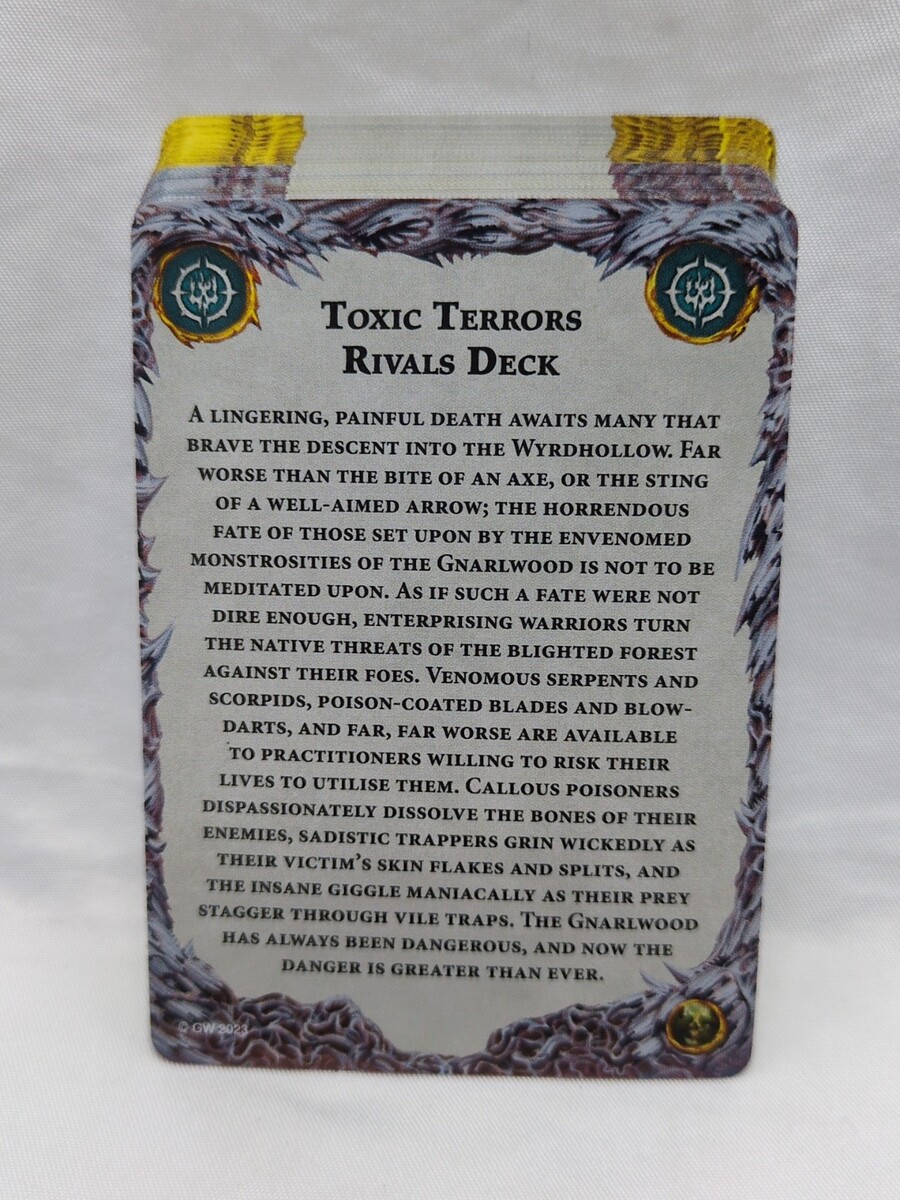 Toxic Terrors
Rivals Deck
A lingering, painful death awaits many that
brave the descent into the Wyrdhollow. Far
worse than the bite of an axe, or the sting
of a well-aimed arrow; the horrendous
fate of those set upon by the envenomed
monstrosities of the Gnarlwood is not to be
meditated upon. As if such a fate were not
dire enough, enterprising warriors turn
the native threats of the blighted forest
against their foes. Venomous serpents and
scorpids, poison-coated blades and blow-
darts, and far, far worse are available
to practitioners willing to risk their
lives to utilise them. Callous poisoners
dispassionately dissolve the bones of their
enemies, sadistic trappers grin wickedly as
their victim's skin flakes and splits, and
the insane giggle maniacally as their prey
stagger through vile traps. The Gnarlwood
has always been dangerous, and now the
danger is greater than ever.
© GW 2023